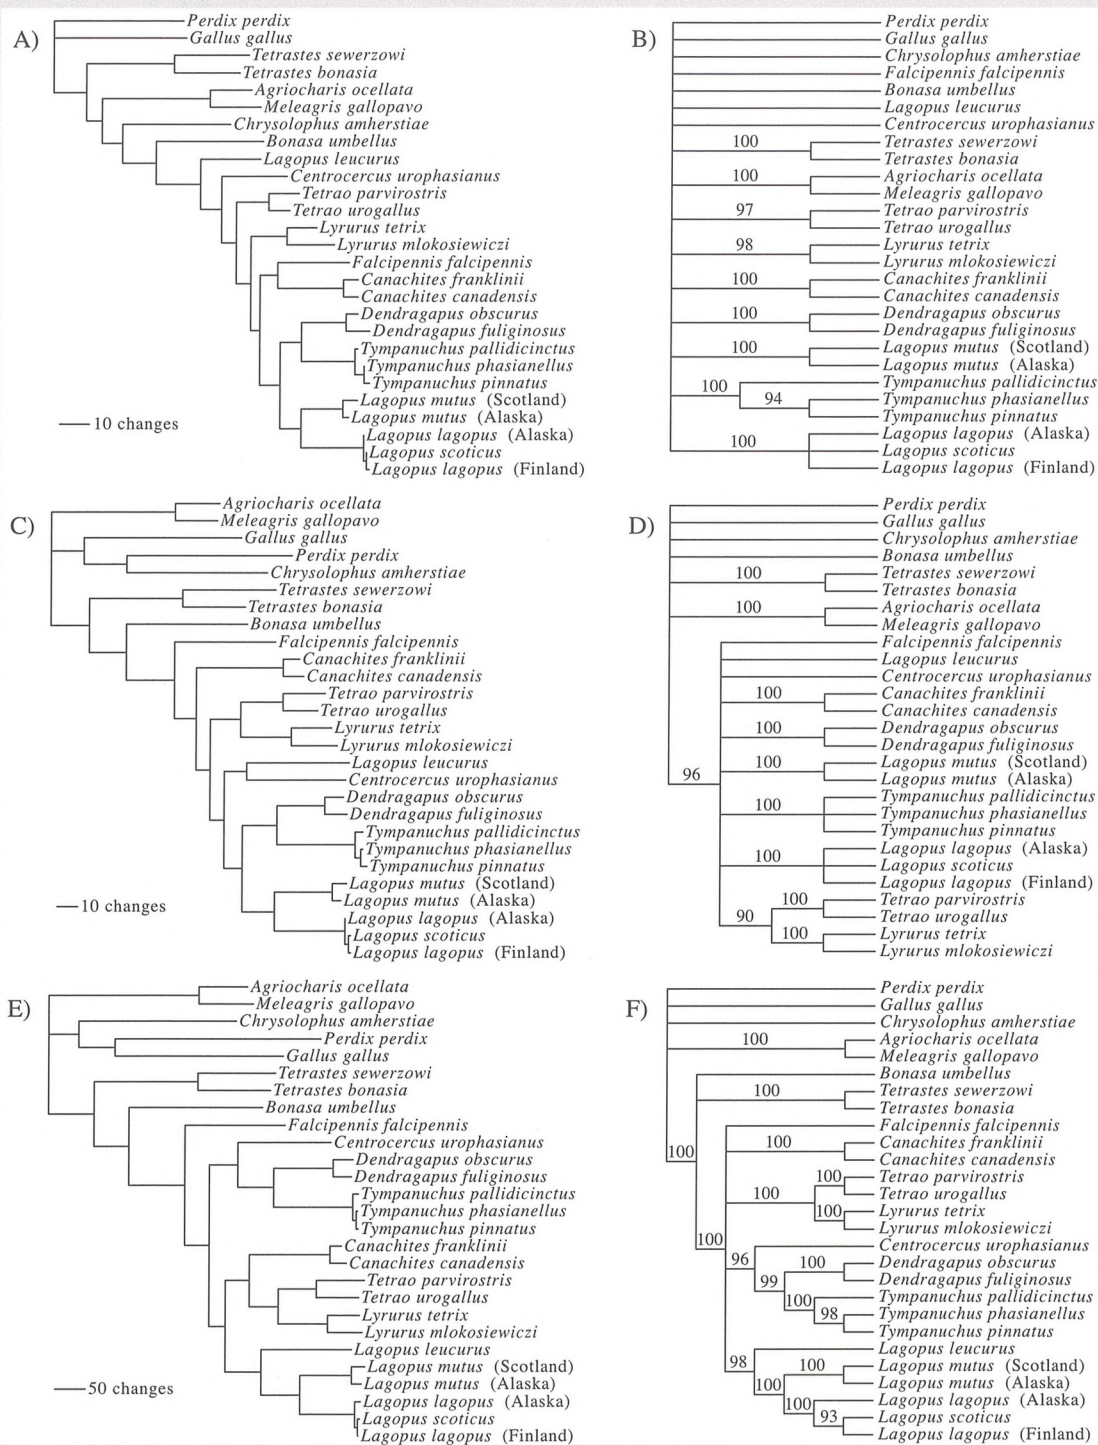 A)
Perdix perdix
Gallus gallus
Tetrastes sewerzowi
Tetrastes bonasia
Agriocharis ocellata
Meleagris gallopavo
Chrysolophus amherstiae
Bonasa umbellus
Lagopus leucurus
Centrocercus urophasianus
Tetrao parvirostris
Tetrao urogallus
Lyrurus tetrix
Lyrurus mlokosiewiczi
Falcipennis falcipennis
Canachites franklinii
Canachites canadensis
Dendragapus obscurus
Dendragapus fuliginosus
Tympanuchus pallidicinctus
Tympanuchus phasianellus
Tympanuchus pinnatus
Lagopus mutus (Scotland)
Lagopus mutus (Alaska)
Lagopus lagopus (Alaska)
Lagopus scoticus
Lagopus lagopus (Finland)
10 changes
B)
Perdix perdix
Gallus gallus
Chrysolophus amherstiae
Falcipennis falcipennis
Bonasa umbellus
Lagopus leucurus
Centrocercus urophasianus
100
Tetrastes sewerzowi
Tetrastes bonasia
100
Agriocharis ocellata
Meleagris gallopavo
97
Tetrao parvirostris
Tetrao urogallus
98
Lyrurus tetrix
Lyrurus mlokosiewiczi
100
Canachites franklinii
Canachites canadensis
100
Dendragapus obscurus
Dendragapus fuliginosus
100
Lagopus mutus (Scotland)
Lagopus mutus (Alaska)
100
Tympanuchus pallidicinctus
94
Tympanuchus phasianellus
Tympanuchus pinnatus
100
Lagopus lagopus (Alaska)
Lagopus scoticus
Lagopus lagopus (Finland)
C)
Agriocharis ocellata
Meleagris gallopavo
Gallus gallus
Perdix perdix
Chrysolophus amherstiae
Tetrastes sewerzowi
Tetrastes bonasia
Bonasa umbellus
Falcipennis falcipennis
Canachites franklinii
Canachites canadensis
Tetrao parvirostris
Tetrao urogallus
Lyrurus tetrix
Lyrurus mlokosiewiczi
Lagopus leucurus
Centrocercus urophasianus
Dendragapus obscurus
Dendragapus fuliginosus
Tympanuchus pallidicinctus
Tympanuchus phasianellus
Tympanuchus pinnatus
Lagopus mutus (Scotland)
Lagopus mutus (Alaska)
Lagopus lagopus (Alaska)
Lagopus scoticus
Lagopus lagopus (Finland)
10 changes
D)
Perdix perdix
Gallus gallus
Chrysolophus amherstiae
Bonasa umbellus
100
Tetrastes sewerzowi
Tetrastes bonasia
100
Agriocharis ocellata
Meleagris gallopavo
96
Falcipennis falcipennis
Lagopus leucurus
Centrocercus urophasianus
100
Canachites franklinii
Canachites canadensis
100
Dendragapus obscurus
Dendragapus fuliginosus
100
Lagopus mutus (Scotland)
Lagopus mutus (Alaska)
100
Tympanuchus pallidicinctus
Tympanuchus phasianellus
Tympanuchus pinnatus
100
Lagopus lagopus (Alaska)
Lagopus scoticus
Lagopus lagopus (Finland)
90
100
Tetrao parvirostris
Tetrao urogallus
100
Lyrurus tetrix
Lyrurus mlokosiewiczi
E)
Agriocharis ocellata
Meleagris gallopavo
Chrysolophus amherstiae
Perdix perdix
Gallus gallus
Tetrastes sewerzowi
Tetrastes bonasia
Bonasa umbellus
Falcipennis falcipennis
Centrocercus urophasianus
Dendragapus obscurus
Dendragapus fuliginosus
Tympanuchus pallidicinctus
Tympanuchus phasianellus
Tympanuchus pinnatus
Canachites franklinii
Canachites canadensis
Tetrao parvirostris
Tetrao urogallus
Lyrurus tetrix
Lyrurus mlokosiewiczi
Lagopus leucurus
Lagopus mutus (Scotland)
Lagopus mutus (Alaska)
Lagopus lagopus (Alaska)
Lagopus scoticus
Lagopus lagopus (Finland)
50 changes
F)
Perdix perdix
Gallus gallus
Chrysolophus amherstiae
100
Agriocharis ocellata
Meleagris gallopavo
100
Bonasa umbellus
100
Tetrastes sewerzowi
Tetrastes bonasia
100
Falcipennis falcipennis
100
Canachites franklinii
Canachites canadensis
100
100
Tetrao parvirostris
Tetrao urogallus
100
Lyrurus tetrix
Lyrurus mlokosiewiczi
96
Centrocercus urophasianus
99
100
Dendragapus obscurus
Dendragapus fuliginosus
100
Tympanuchus pallidicinctus
98
Tympanuchus phasianellus
Tympanuchus pinnatus
98
Lagopus leucurus
100
100
Lagopus mutus (Scotland)
Lagopus mutus (Alaska)
100
Lagopus lagopus (Alaska)
93
Lagopus scoticus
Lagopus lagopus (Finland)